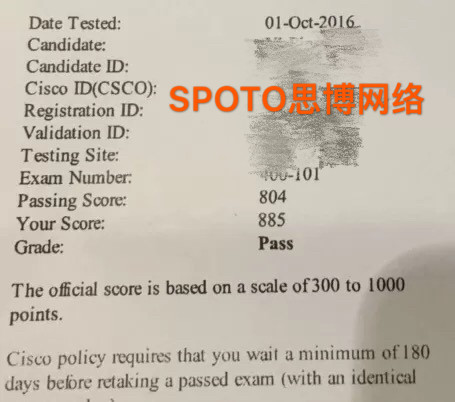 Date Tested: 01-Oct-2016
Candidate:
Candidate ID:
Cisco ID(CSCO):
SPOTO思博网络
Registration ID:
Validation ID:
Testing Site:
Exam Number: 400-101
Passing Score: 804
Your Score: 885
Grade: Pass
The official score is based on a scale of 300 to 1000
points.
Cisco policy requires that you wait a minimum of 180
days before retaking a passed exam (with an identical